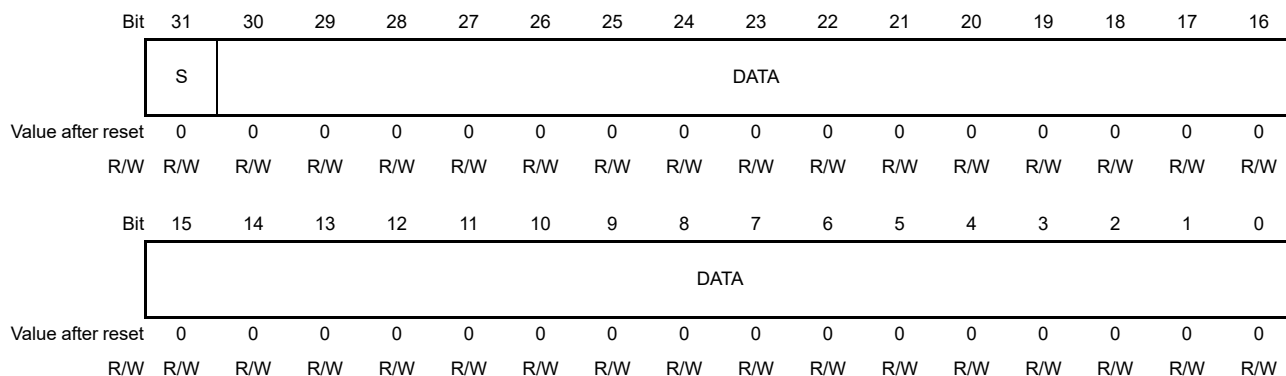 Bit 31 30 29 28 27 26 25 24 23 22 21 20 19 18 17 16
S DATA
Value after reset 0 0 0 0 0 0 0 0 0 0 0 0 0 0 0 0
R/W R/W R/W R/W R/W R/W R/W R/W R/W R/W R/W R/W R/W R/W R/W R/W R/W
Bit 15 14 13 12 11 10 9 8 7 6 5 4 3 2 1 0
DATA
Value after reset 0 0 0 0 0 0 0 0 0 0 0 0 0 0 0 0
R/W R/W R/W R/W R/W R/W R/W R/W R/W R/W R/W R/W R/W R/W R/W R/W R/W